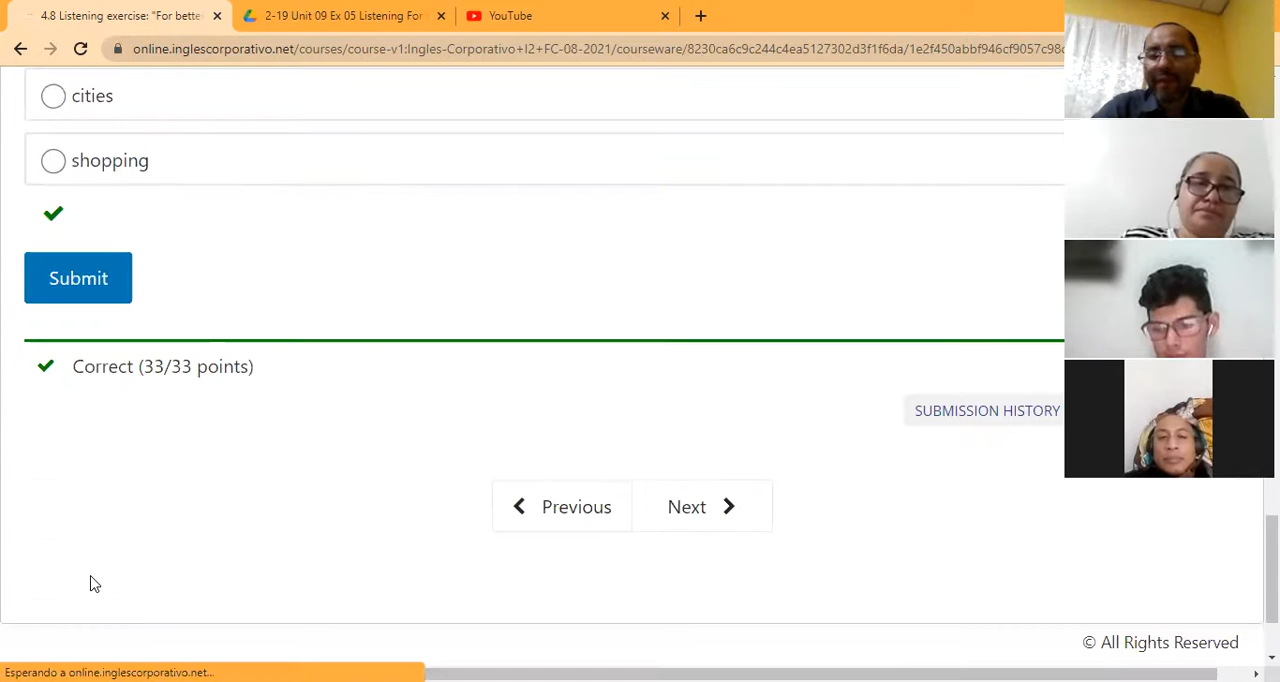 4.8 Listening exercise: "For bette
2-19 Unit 09 Ex 05 Listening For
YouTube
online.inglescorporativo.net/courses/course-v1:Ingles-Corporativo+I2+FC-08-2021/courseware/8230ca6c9c244c4ea5127302d3f1f6da/1e2f450abbf946cf9057c98c
cities
shopping
Submit
Correct (33/33 points)
SUBMISSION HISTORY
Previous
Next
© All Rights Reserved
Esperando a online.inglescorporativo.net...